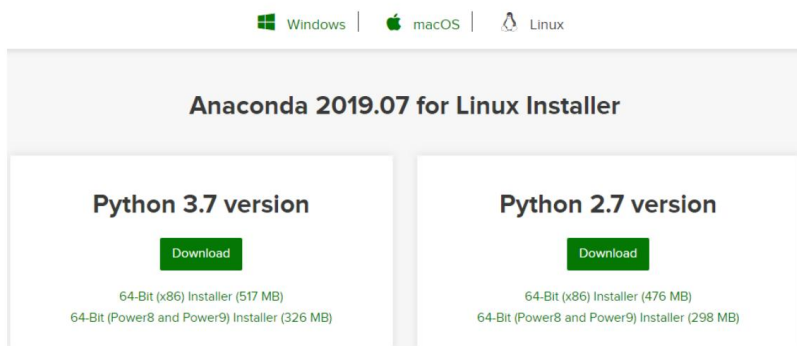 Windows | macOS | Linux
Anaconda 2019.07 for Linux Installer
Python 3.7 version
Download
64-Bit (x86) Installer (517 MB)
64-Bit (Power8 and Power9) Installer (326 MB)
Python 2.7 version
Download
64-Bit (x86) Installer (476 MB)
64-Bit (Power8 and Power9) Installer (298 MB)